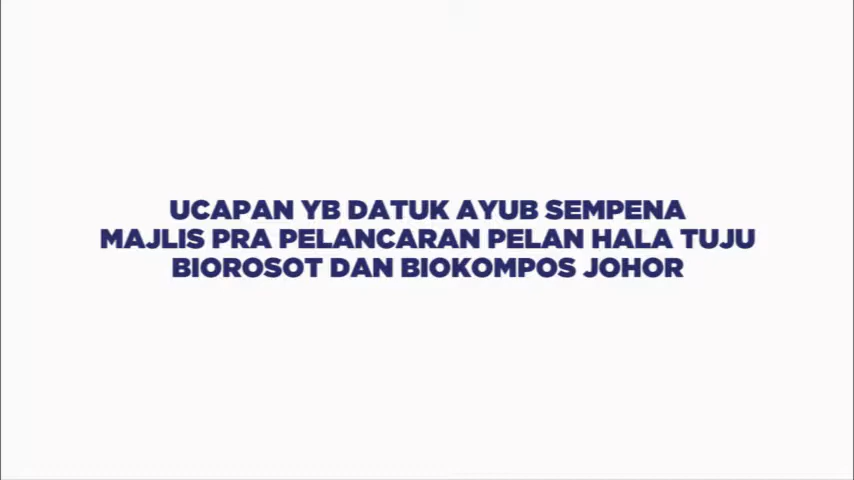 UCAPAN YB DATUK AYUB SEMPENA
MAJLIS PRA PELANCARAN PELAN HALA TUJU
BIOROSOT DAN BIOKOMPOS JOHOR